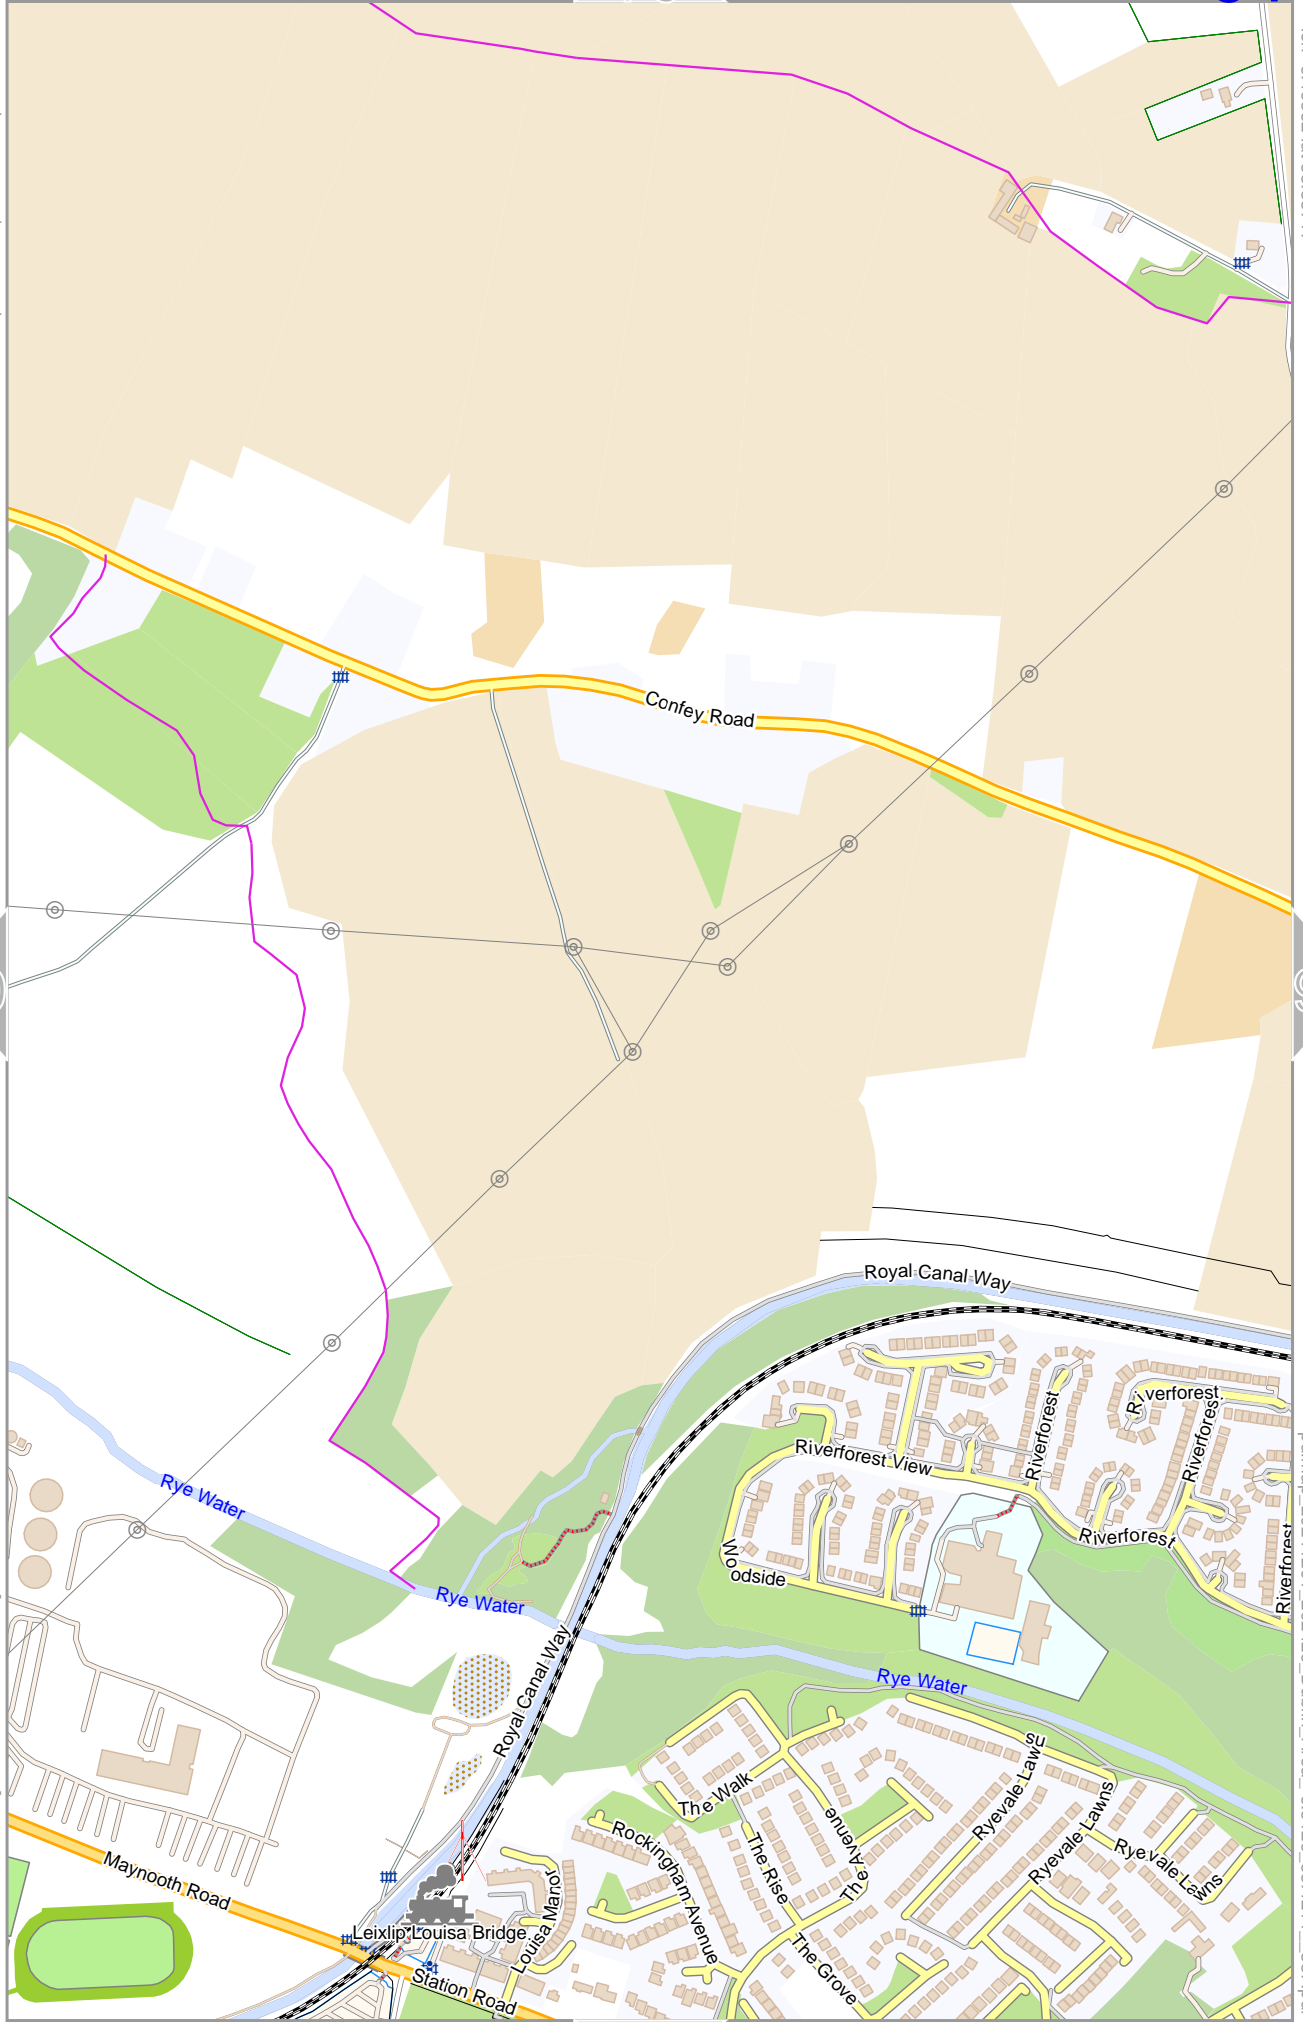 Confey Road
Royal Canal Way
Riverforest
Riverforest
Riverforest
Riverforest View
Rye Water
Riverforest
Riverforest
Woodside
Rye Water
Royal Canal Way
Rye Water
Ryevale Lawns
The Walk
Ryevale Lawns
Rockingham Avenue
The Avenue
The Rise
Ryevale Lawns
Maynooth Road
Louisa Manor
Leixlip Louisa Bridge
The Grove
Station Road